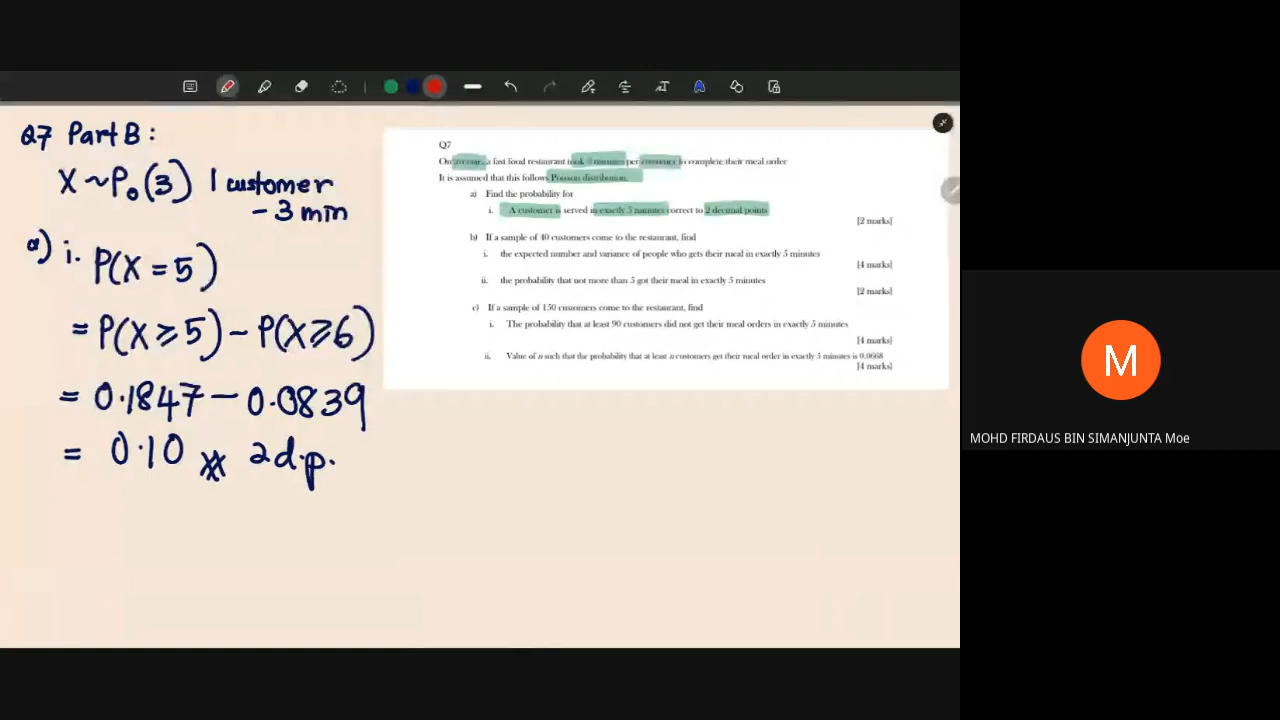 Q7 Part B:
X ~ Po(3) 1 customer
- 3 min
a) i. P(X = 5)
= P(X ≥ 5) - P(X ≥ 6)
= 0.1847 - 0.0839
= 0.10 ※ 2 d.p.
Q7
On average, a fast food restaurant took 3 minutes per customer to complete their meal order
It is assumed that this follows Poisson distribution.
a) Find the probability for
i. A customer is served in exactly 5 minutes correct to 2 decimal points
[2 marks]
b) If a sample of 40 customers come to the restaurant, find
i. the expected number and variance of people who gets their meal in exactly 5 minutes
[4 marks]
ii. the probability that not more than 5 got their meal in exactly 5 minutes
[2 marks]
c) If a sample of 150 customers come to the restaurant, find
i. The probability that at least 90 customers did not get their meal orders in exactly 5 minutes
[4 marks]
ii. Value of n such that the probability that at least n customers get their meal order in exactly 5 minutes is 0.0668
[4 marks]
M
MOHD FIRDAUS BIN SIMANJUNTA Moe